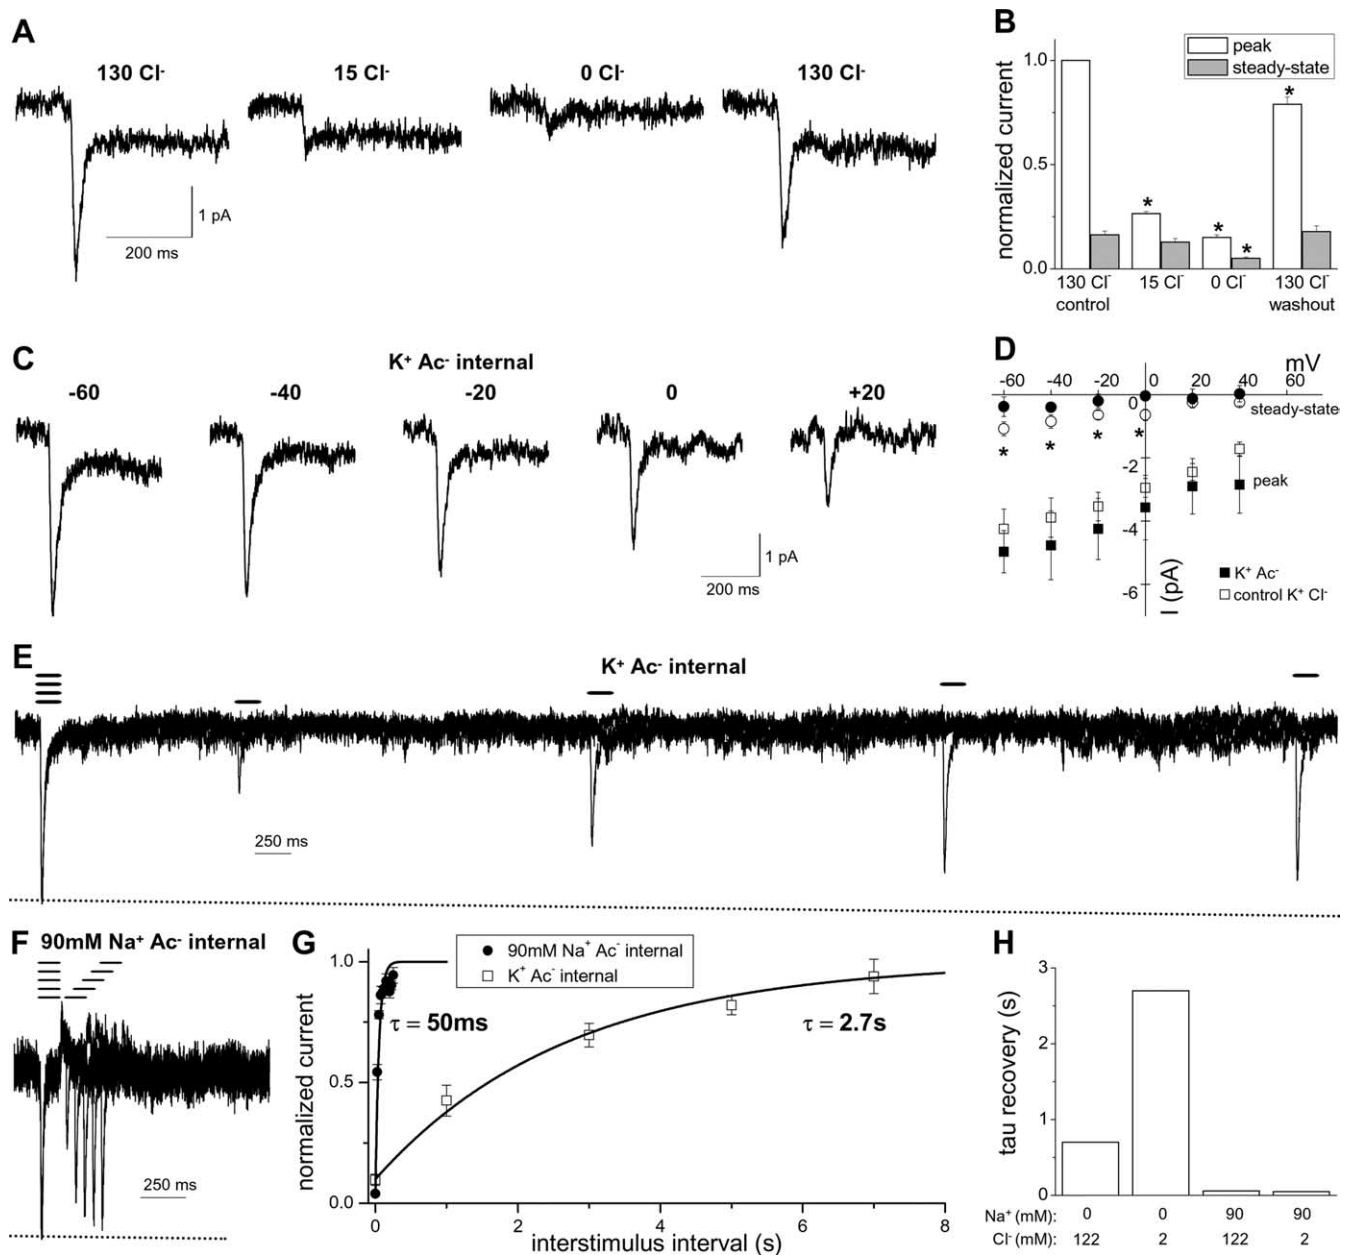 A
130 Cl⁻
15 Cl⁻
0 Cl⁻
130 Cl⁻
1 pA
200 ms
B
peak
steady-state
normalized current
1.0
0.5
0.0
*
*
*
*
130 Cl⁻
15 Cl⁻
0 Cl⁻
130 Cl⁻
control
washout
C
K⁺ Ac⁻ internal
-60
-40
-20
0
+20
1 pA
200 ms
D
mV
-60
-40
-20
0
20
40
60
0
steady-state
*
*
*
*
-2
peak
-4
-6
I (pA)
K⁺ Ac⁻
control K⁺ Cl⁻
E
K⁺ Ac⁻ internal
250 ms
F
90mM Na⁺ Ac⁻ internal
250 ms
G
90mM Na⁺ Ac⁻ internal
K⁺ Ac⁻ internal
τ = 50ms
τ = 2.7s
normalized current
1.0
0.5
0.0
0
2
4
6
8
interstimulus interval (s)
H
tau recovery (s)
3
2
1
0
Na⁺ (mM):
0
0
90
90
Cl⁻ (mM):
122
2
122
2